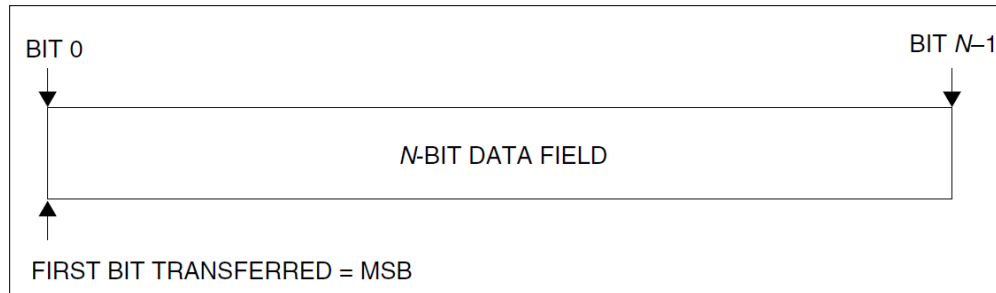 BIT 0
BIT N–1
N-BIT DATA FIELD
FIRST BIT TRANSFERRED = MSB